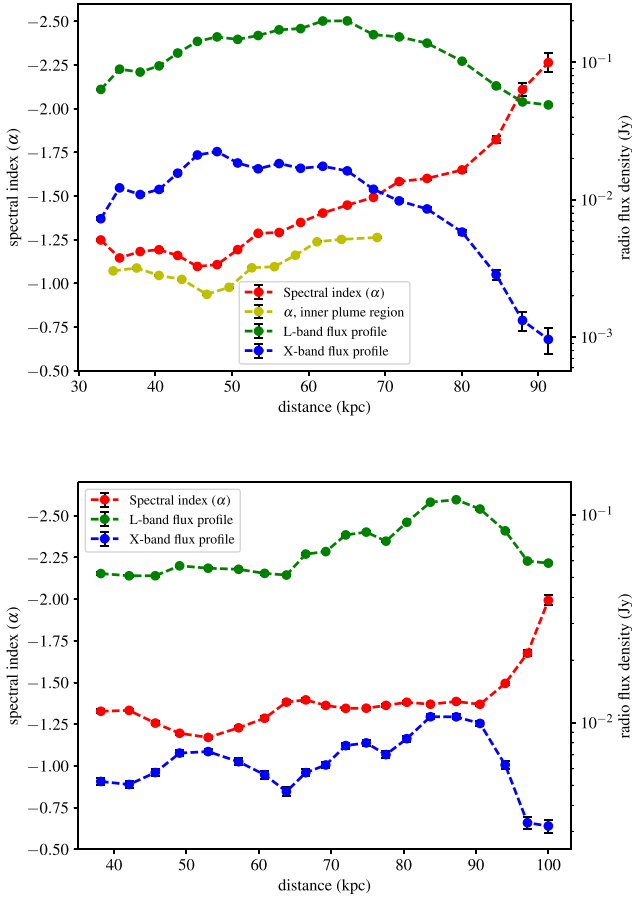 −2.50
−2.25
−2.00
−1.75
−1.50
−1.25
−1.00
−0.75
−0.50
spectral index (α)
10⁻¹
10⁻²
10⁻³
radio flux density (Jy)
Spectral index (α)
α, inner plume region
L-band flux profile
X-band flux profile
30 40 50 60 70 80 90
distance (kpc)
−2.50
−2.25
−2.00
−1.75
−1.50
−1.25
−1.00
−0.75
−0.50
spectral index (α)
Spectral index (α)
L-band flux profile
X-band flux profile
10⁻¹
10⁻²
radio flux density (Jy)
40 50 60 70 80 90 100
distance (kpc)